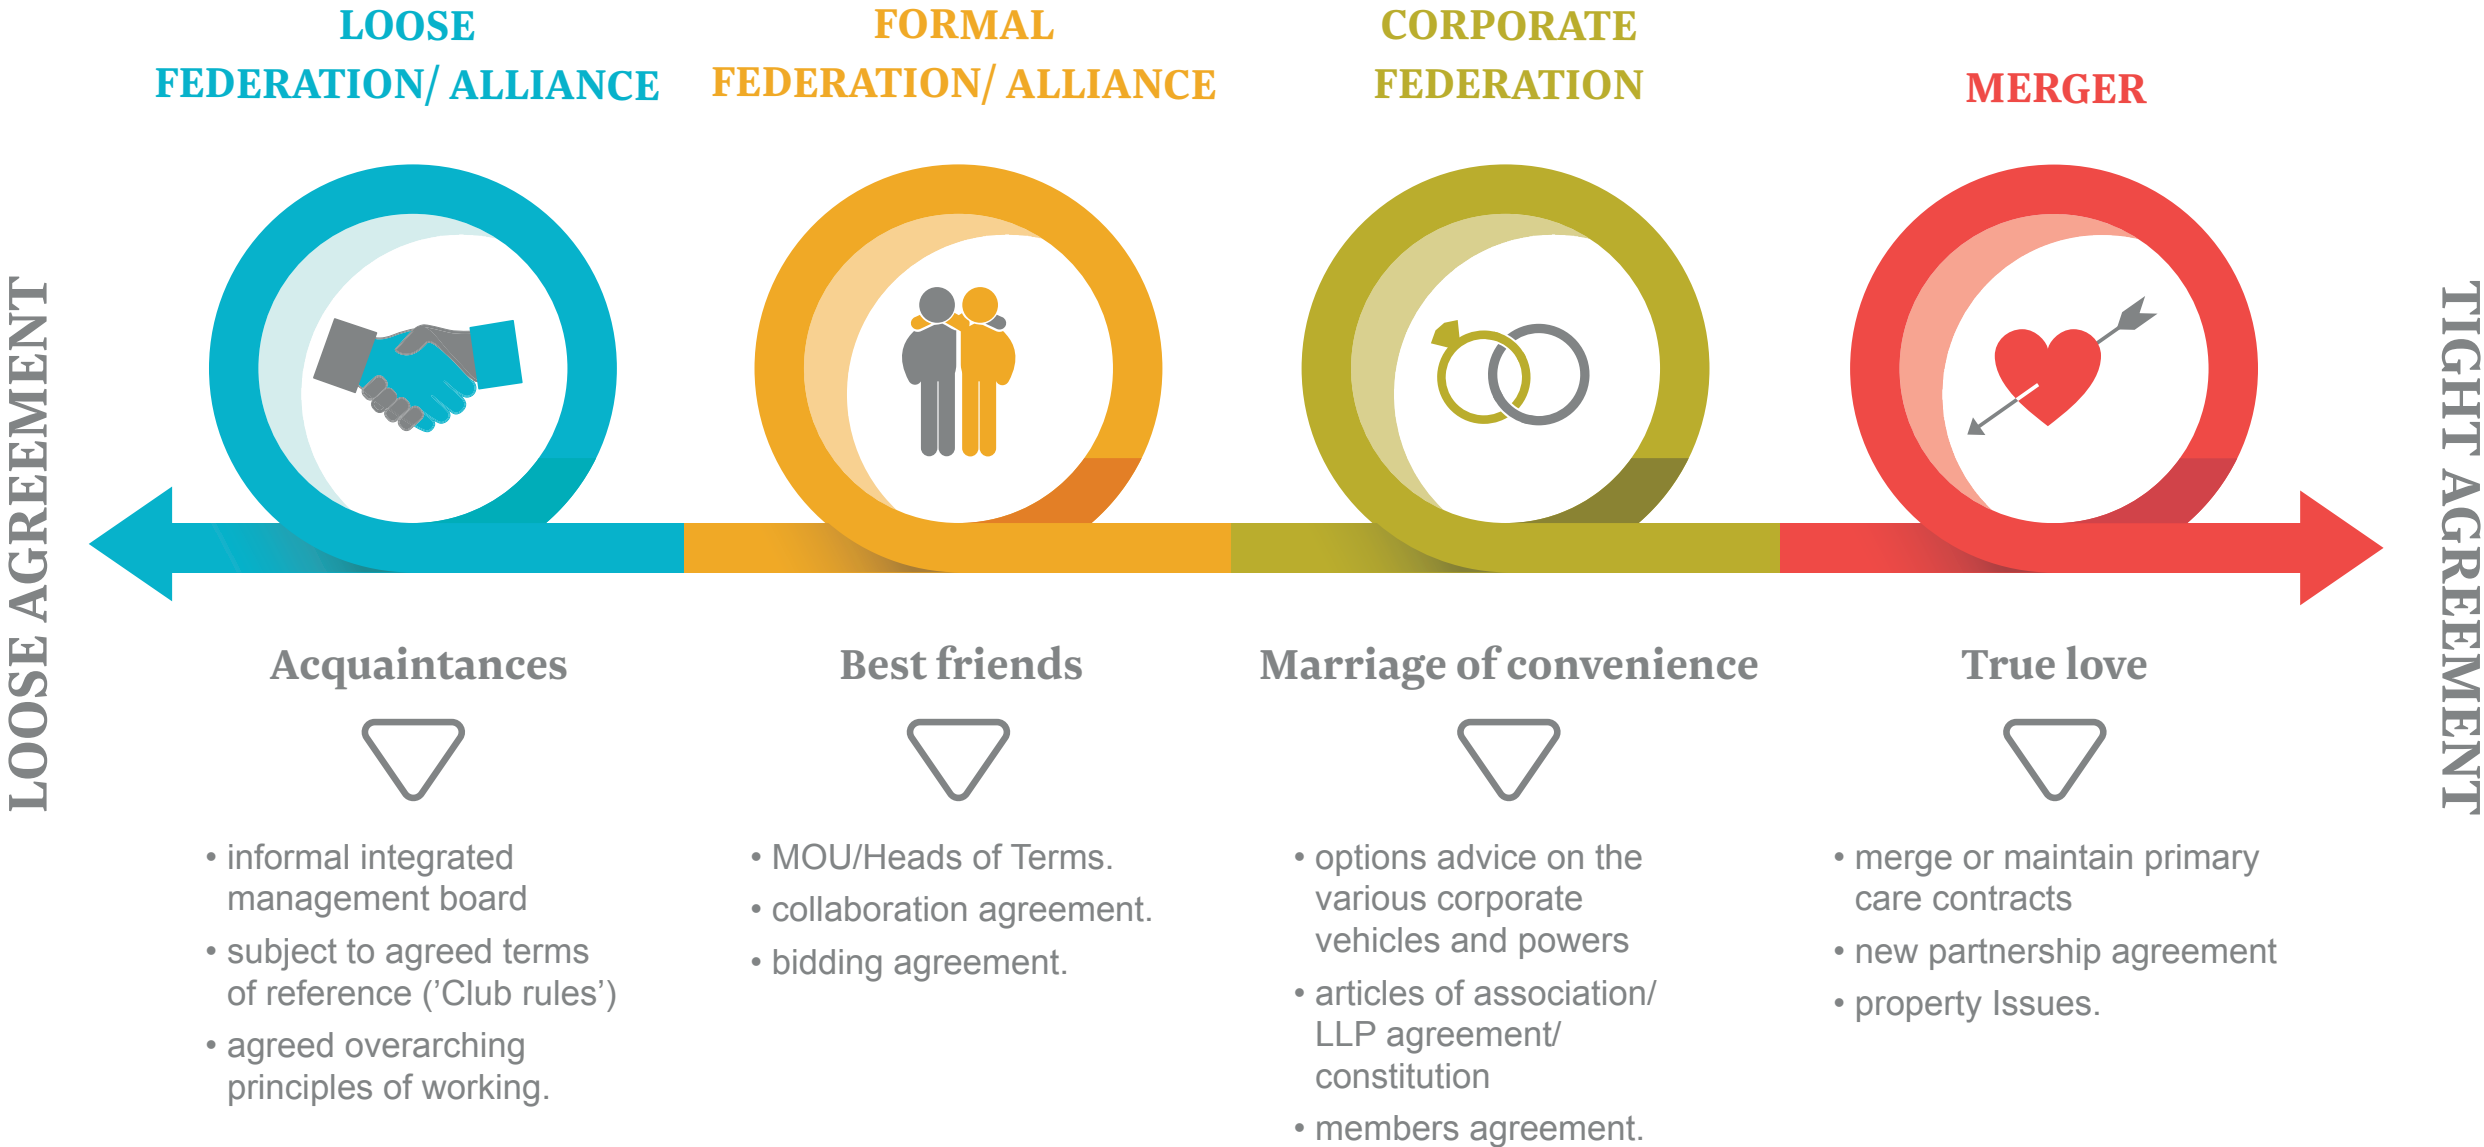 LOOSE
FEDERATION/ ALLIANCE
FORMAL
FEDERATION/ ALLIANCE
CORPORATE
FEDERATION
MERGER
LOOSE AGREEMENT
TIGHT AGREEMENT
Acquaintances
• informal integrated
management board
• subject to agreed terms
of reference (’Club rules’)
• agreed overarching
principles of working.
Best friends
• MOU/Heads of Terms.
• collaboration agreement.
• bidding agreement.
Marriage of convenience
• options advice on the
various corporate
vehicles and powers
• articles of association/
LLP agreement/
constitution
• members agreement.
True love
• merge or maintain primary
care contracts
• new partnership agreement
• property Issues.